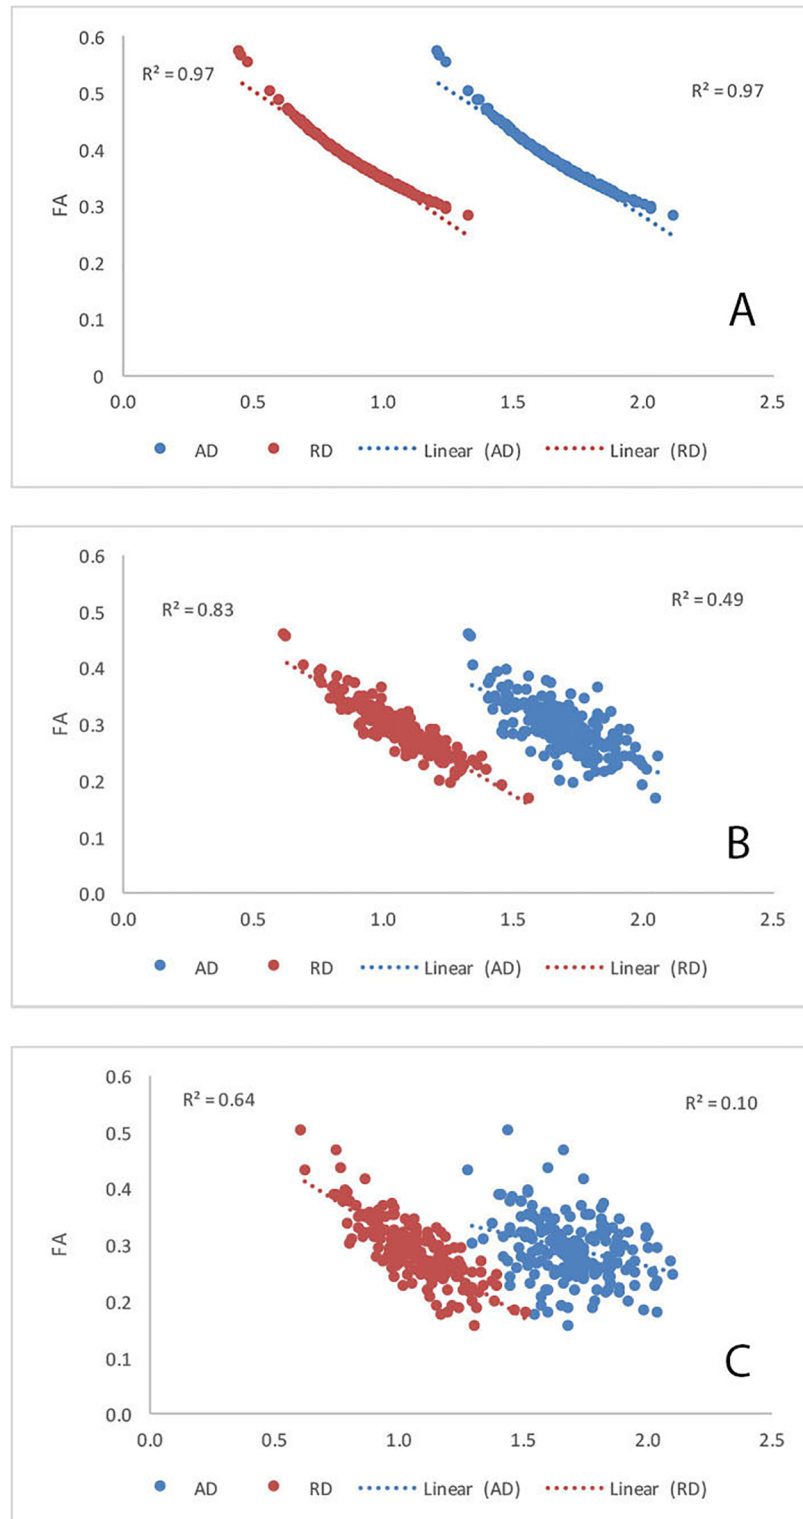 0.6
R² = 0.97
R² = 0.97
0.5
0.4
FA
0.3
0.2
A
0.1
0
0.0 0.5 1.0 1.5 2.0 2.5
AD RD Linear (AD) Linear (RD)
0.6
R² = 0.83
R² = 0.49
0.5
0.4
FA
0.3
0.2
B
0.1
0.0
0.0 0.5 1.0 1.5 2.0 2.5
AD RD Linear (AD) Linear (RD)
0.6
R² = 0.64
R² = 0.10
0.5
0.4
FA
0.3
0.2
C
0.1
0.0
0.0 0.5 1.0 1.5 2.0 2.5
AD RD Linear (AD) Linear (RD)